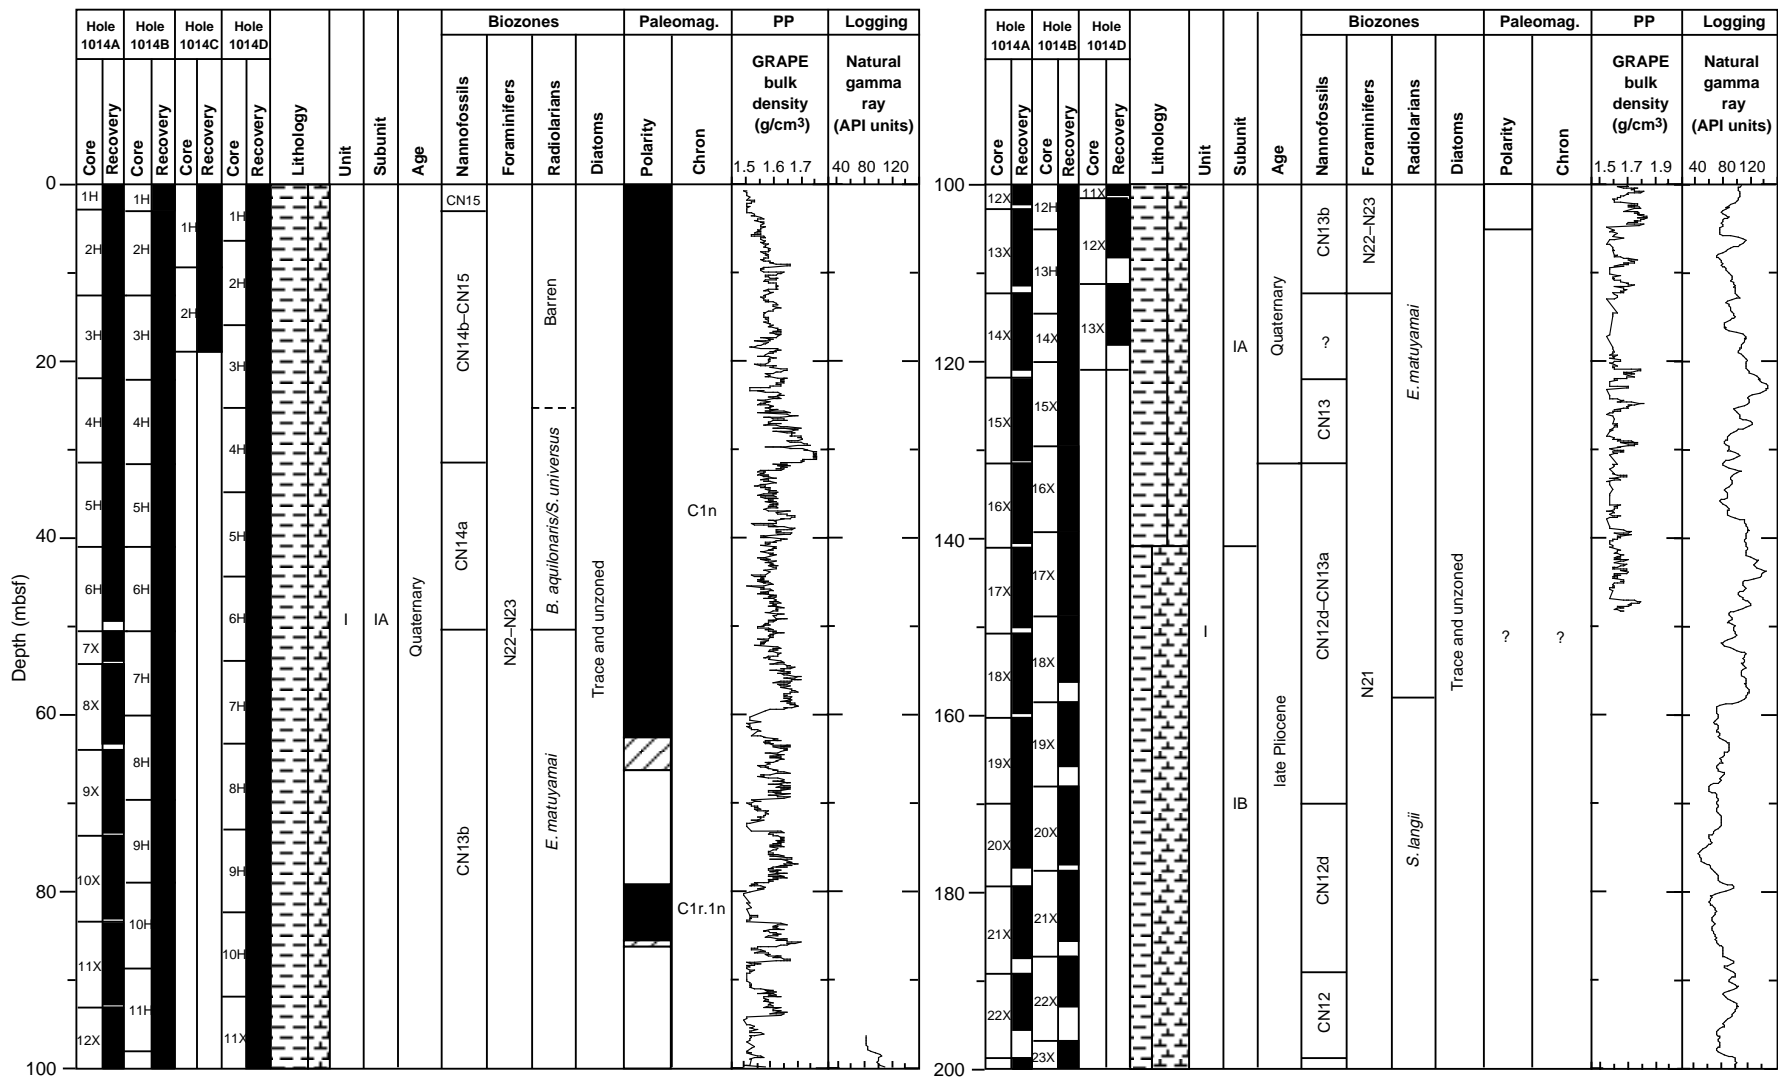 Hole 1014A
Hole 1014B
Hole 1014C
Hole 1014D
Biozones
Paleomag.
PP
Logging
Core
Recovery
Core
Recovery
Core
Recovery
Core
Recovery
Lithology
Unit
Subunit
Age
Nannofossils
Foraminifers
Radiolarians
Diatoms
Polarity
Chron
GRAPE
bulk
density
(g/cm3)
Natural
gamma
ray
(API units)
1.5 1.6 1.7
40 80 120
Depth (mbsf)
0
20
40
60
80
100
1H
2H
3H
4H
5H
6H
7X
8X
9X
10X
11X
12X
1H
2H
3H
4H
5H
6H
7H
8H
9H
10H
11H
1H
2H
1H
2H
3H
4H
5H
6H
7H
8H
9H
10H
11X
I
IA
Quaternary
CN15
CN14b–CN15
CN14a
CN13b
N22–N23
Barren
B. aquilonaris/S. universus
E. matuyamai
Trace and unzoned
C1n
C1r.1n
Hole 1014A
Hole 1014B
Hole 1014D
Biozones
Paleomag.
PP
Logging
Core
Recovery
Core
Recovery
Core
Recovery
Lithology
Unit
Subunit
Age
Nannofossils
Foraminifers
Radiolarians
Diatoms
Polarity
Chron
GRAPE
bulk
density
(g/cm3)
Natural
gamma
ray
(API units)
1.5 1.7 1.9
40 80 120
100
120
140
160
180
200
12X
13X
14X
15X
16X
17X
18X
19X
20X
21X
22X
12H
13H
14X
15X
16X
17X
18X
19X
20X
21X
22X
23X
11X
12X
13X
I
IA
IB
Quaternary
late Pliocene
CN13b
?
CN13
CN12d–CN13a
CN12d
CN12
N22–N23
N21
E. matuyamai
S. langii
Trace and unzoned
?
?